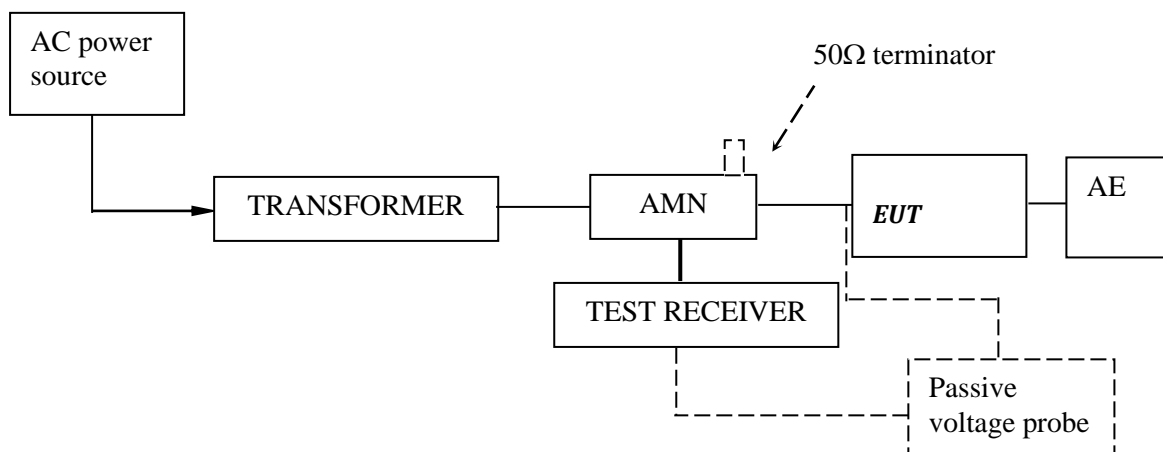 AC power
source
50Ω terminator
TRANSFORMER
AMN
EUT
AE
TEST RECEIVER
Passive
voltage probe